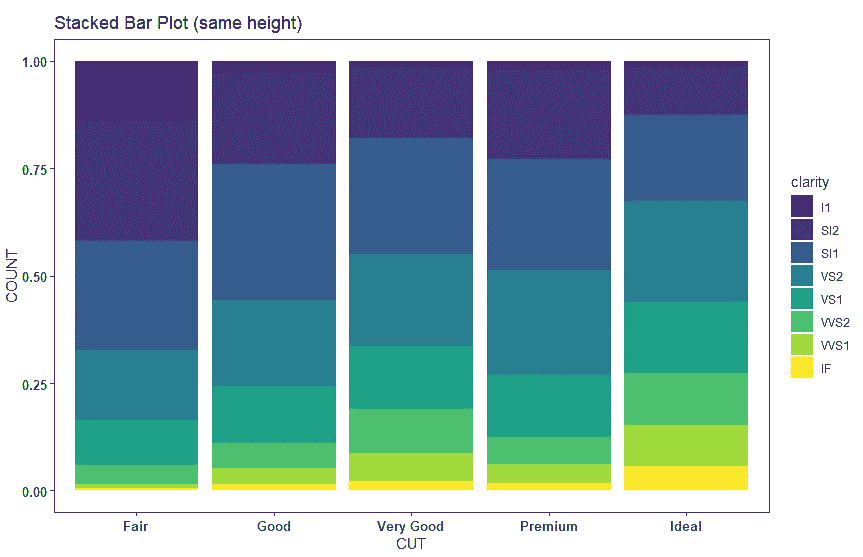 Stacked Bar Plot (same height)
1.00
0.75
0.50
0.25
0.00
COUNT
Fair Good Very Good Premium Ideal
CUT
clarity
I1
SI2
SI1
VS2
VS1
VVS2
VVS1
IF